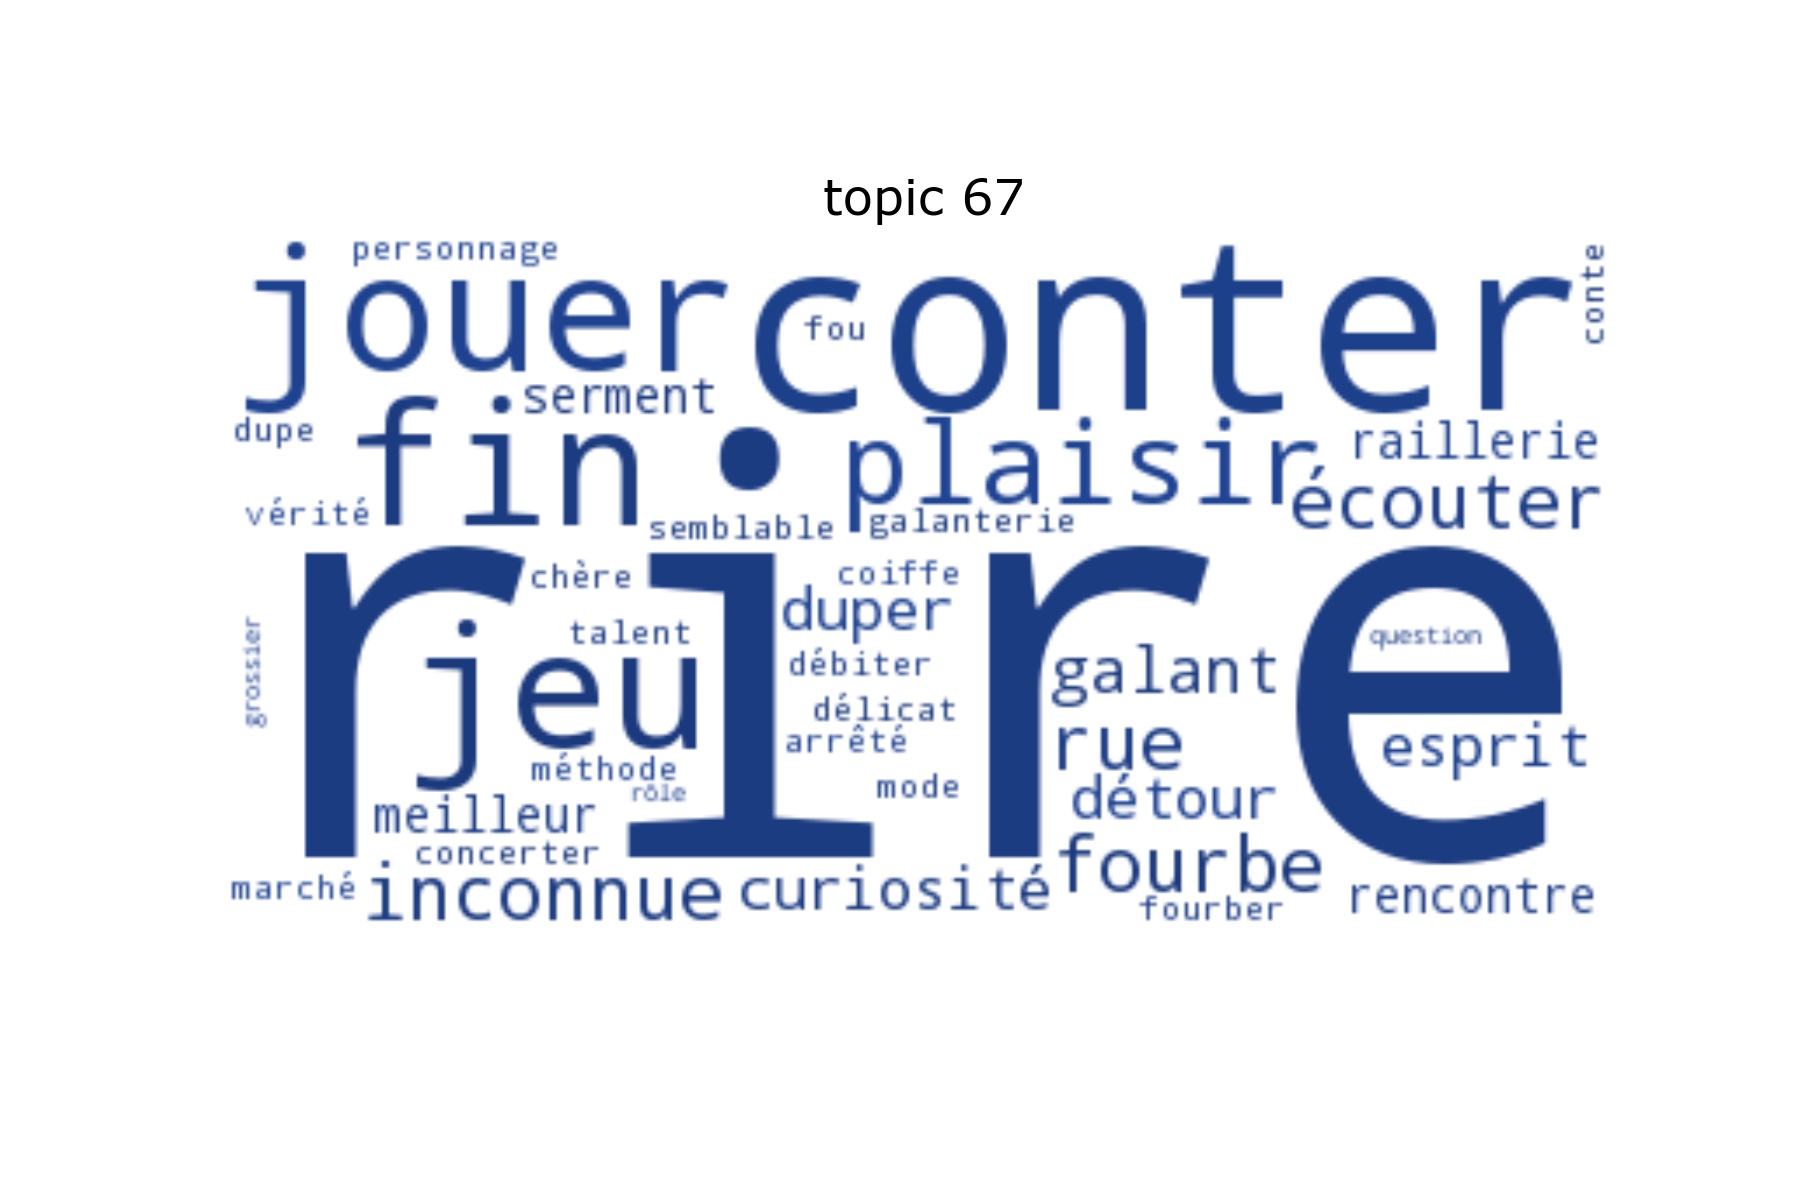 topic 67
personnage
jouer
conter
conte
fou
serment
dupe
fin
plaisir
raillerie
écouter
vérité
semblable
galanterie
rire
chère
coiffe
duper
talent
question
grossier
jeu
débiter
galant
délicat
arrêté
rue
esprit
méthode
rôle
mode
détour
meilleur
concerter
fourbe
marché
inconnue
curiosité
rencontre
fourber